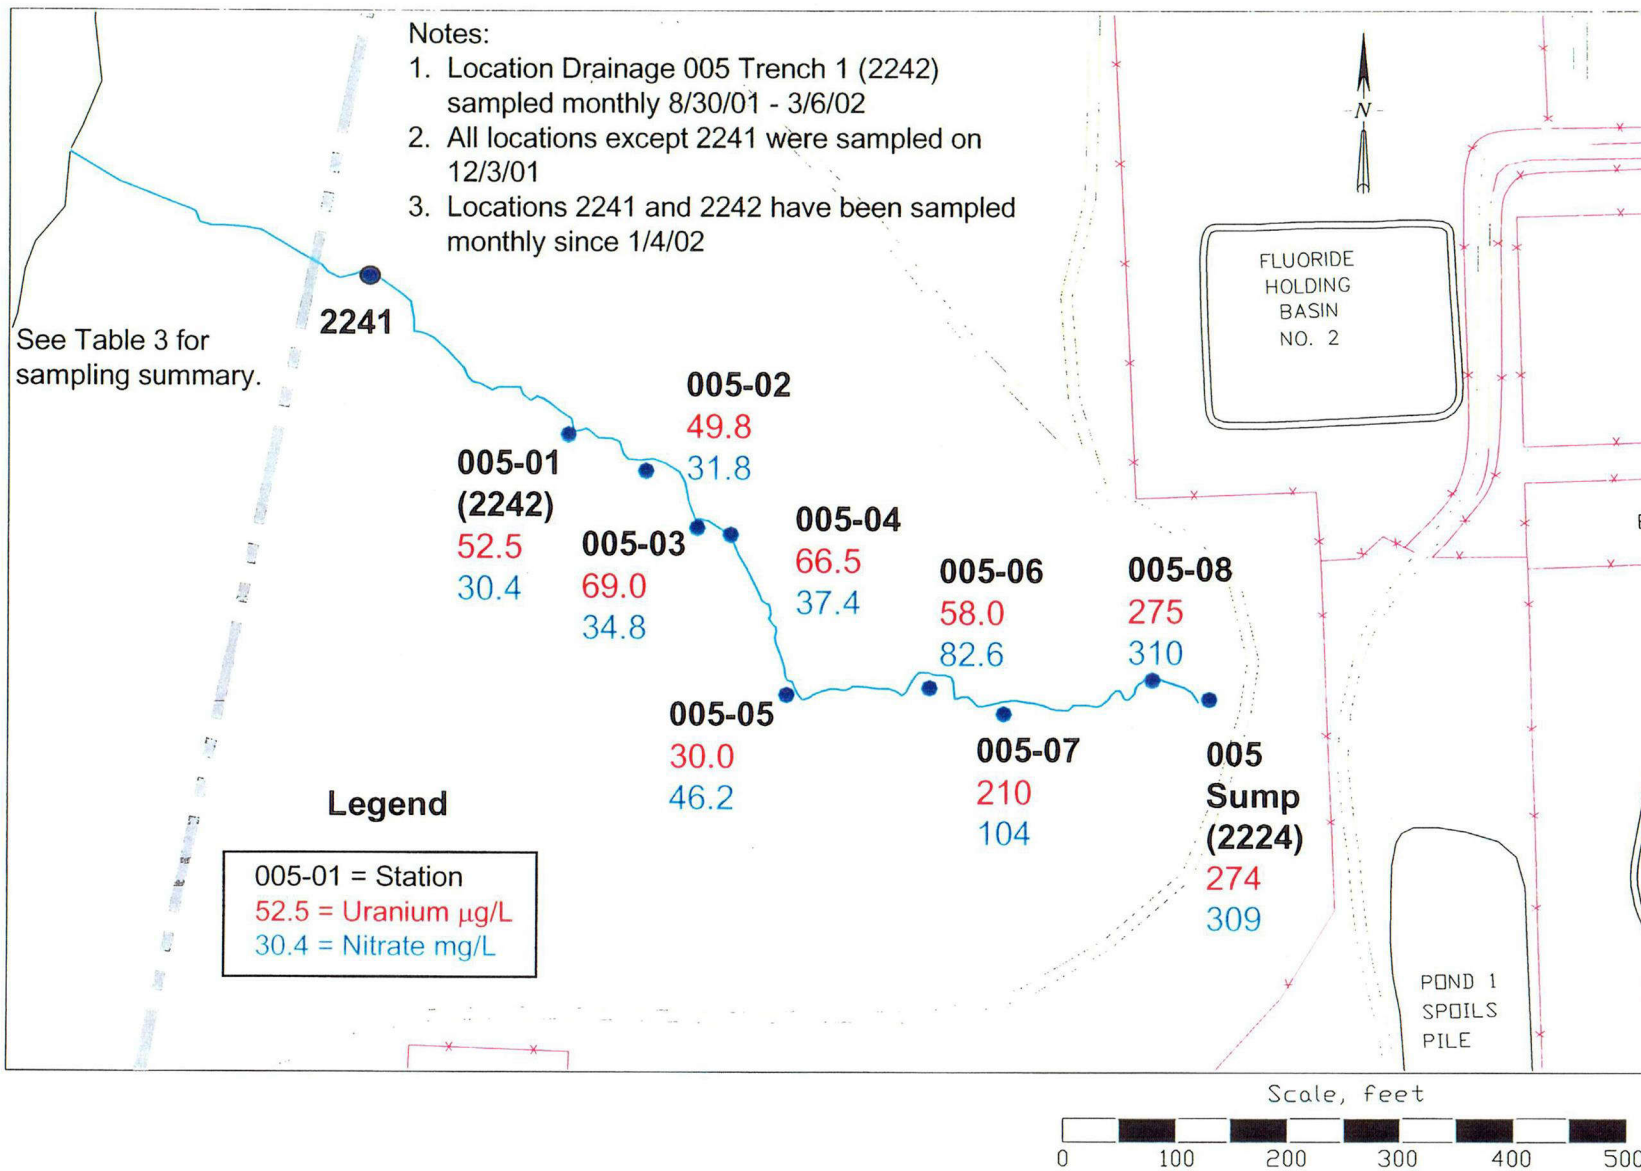 Notes:
1. Location Drainage 005 Trench 1 (2242)
sampled monthly 8/30/01 - 3/6/02
2. All locations except 2241 were sampled on
12/3/01
3. Locations 2241 and 2242 have been sampled
monthly since 1/4/02
N
FLUORIDE
HOLDING
BASIN
NO. 2
2241
See Table 3 for
sampling summary.
005-02
49.8
31.8
005-01
(2242)
52.5
30.4
005-03
69.0
34.8
005-04
66.5
37.4
005-06
58.0
82.6
005-08
275
310
005-05
30.0
46.2
005-07
210
104
005
Sump
(2224)
274
309
Legend
005-01 = Station
52.5 = Uranium µg/L
30.4 = Nitrate mg/L
POND 1
SPOILS
PILE
Scale, feet
0 100 200 300 400 500